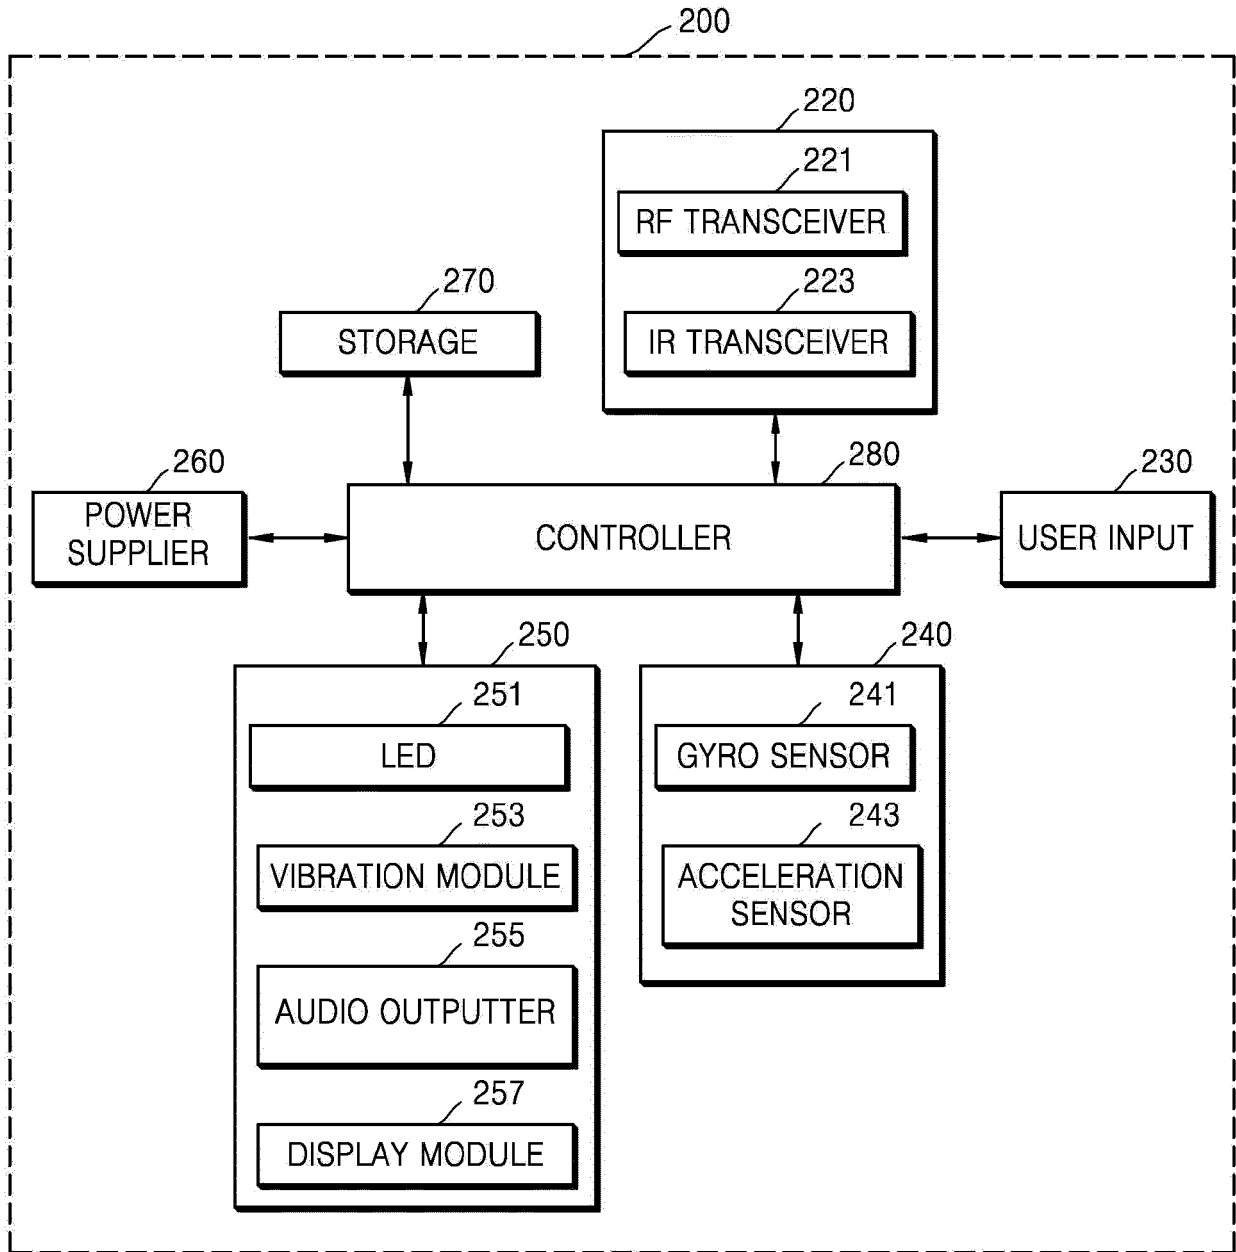 200
220
221
RF TRANSCEIVER
270
223
STORAGE
IR TRANSCEIVER
260
280
230
POWER
SUPPLIER
CONTROLLER
USER INPUT
250
240
251
241
LED
GYRO SENSOR
253
243
VIBRATION MODULE
ACCELERATION
SENSOR
255
AUDIO OUTPUTTER
257
DISPLAY MODULE